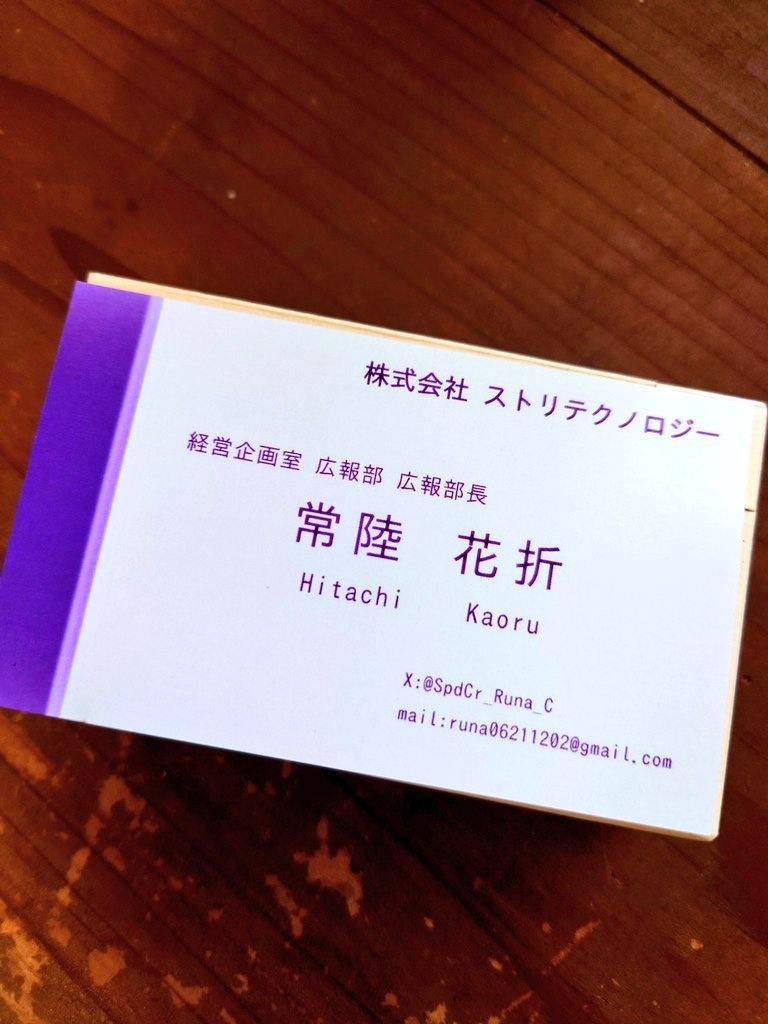 株式会社 ストリテクノロジー
経営企画室 広報部 広報部長
常陸 花折
Hitachi Kaoru
X:@SpdCr_Runa_C
mail:runa06211202@gmail.com